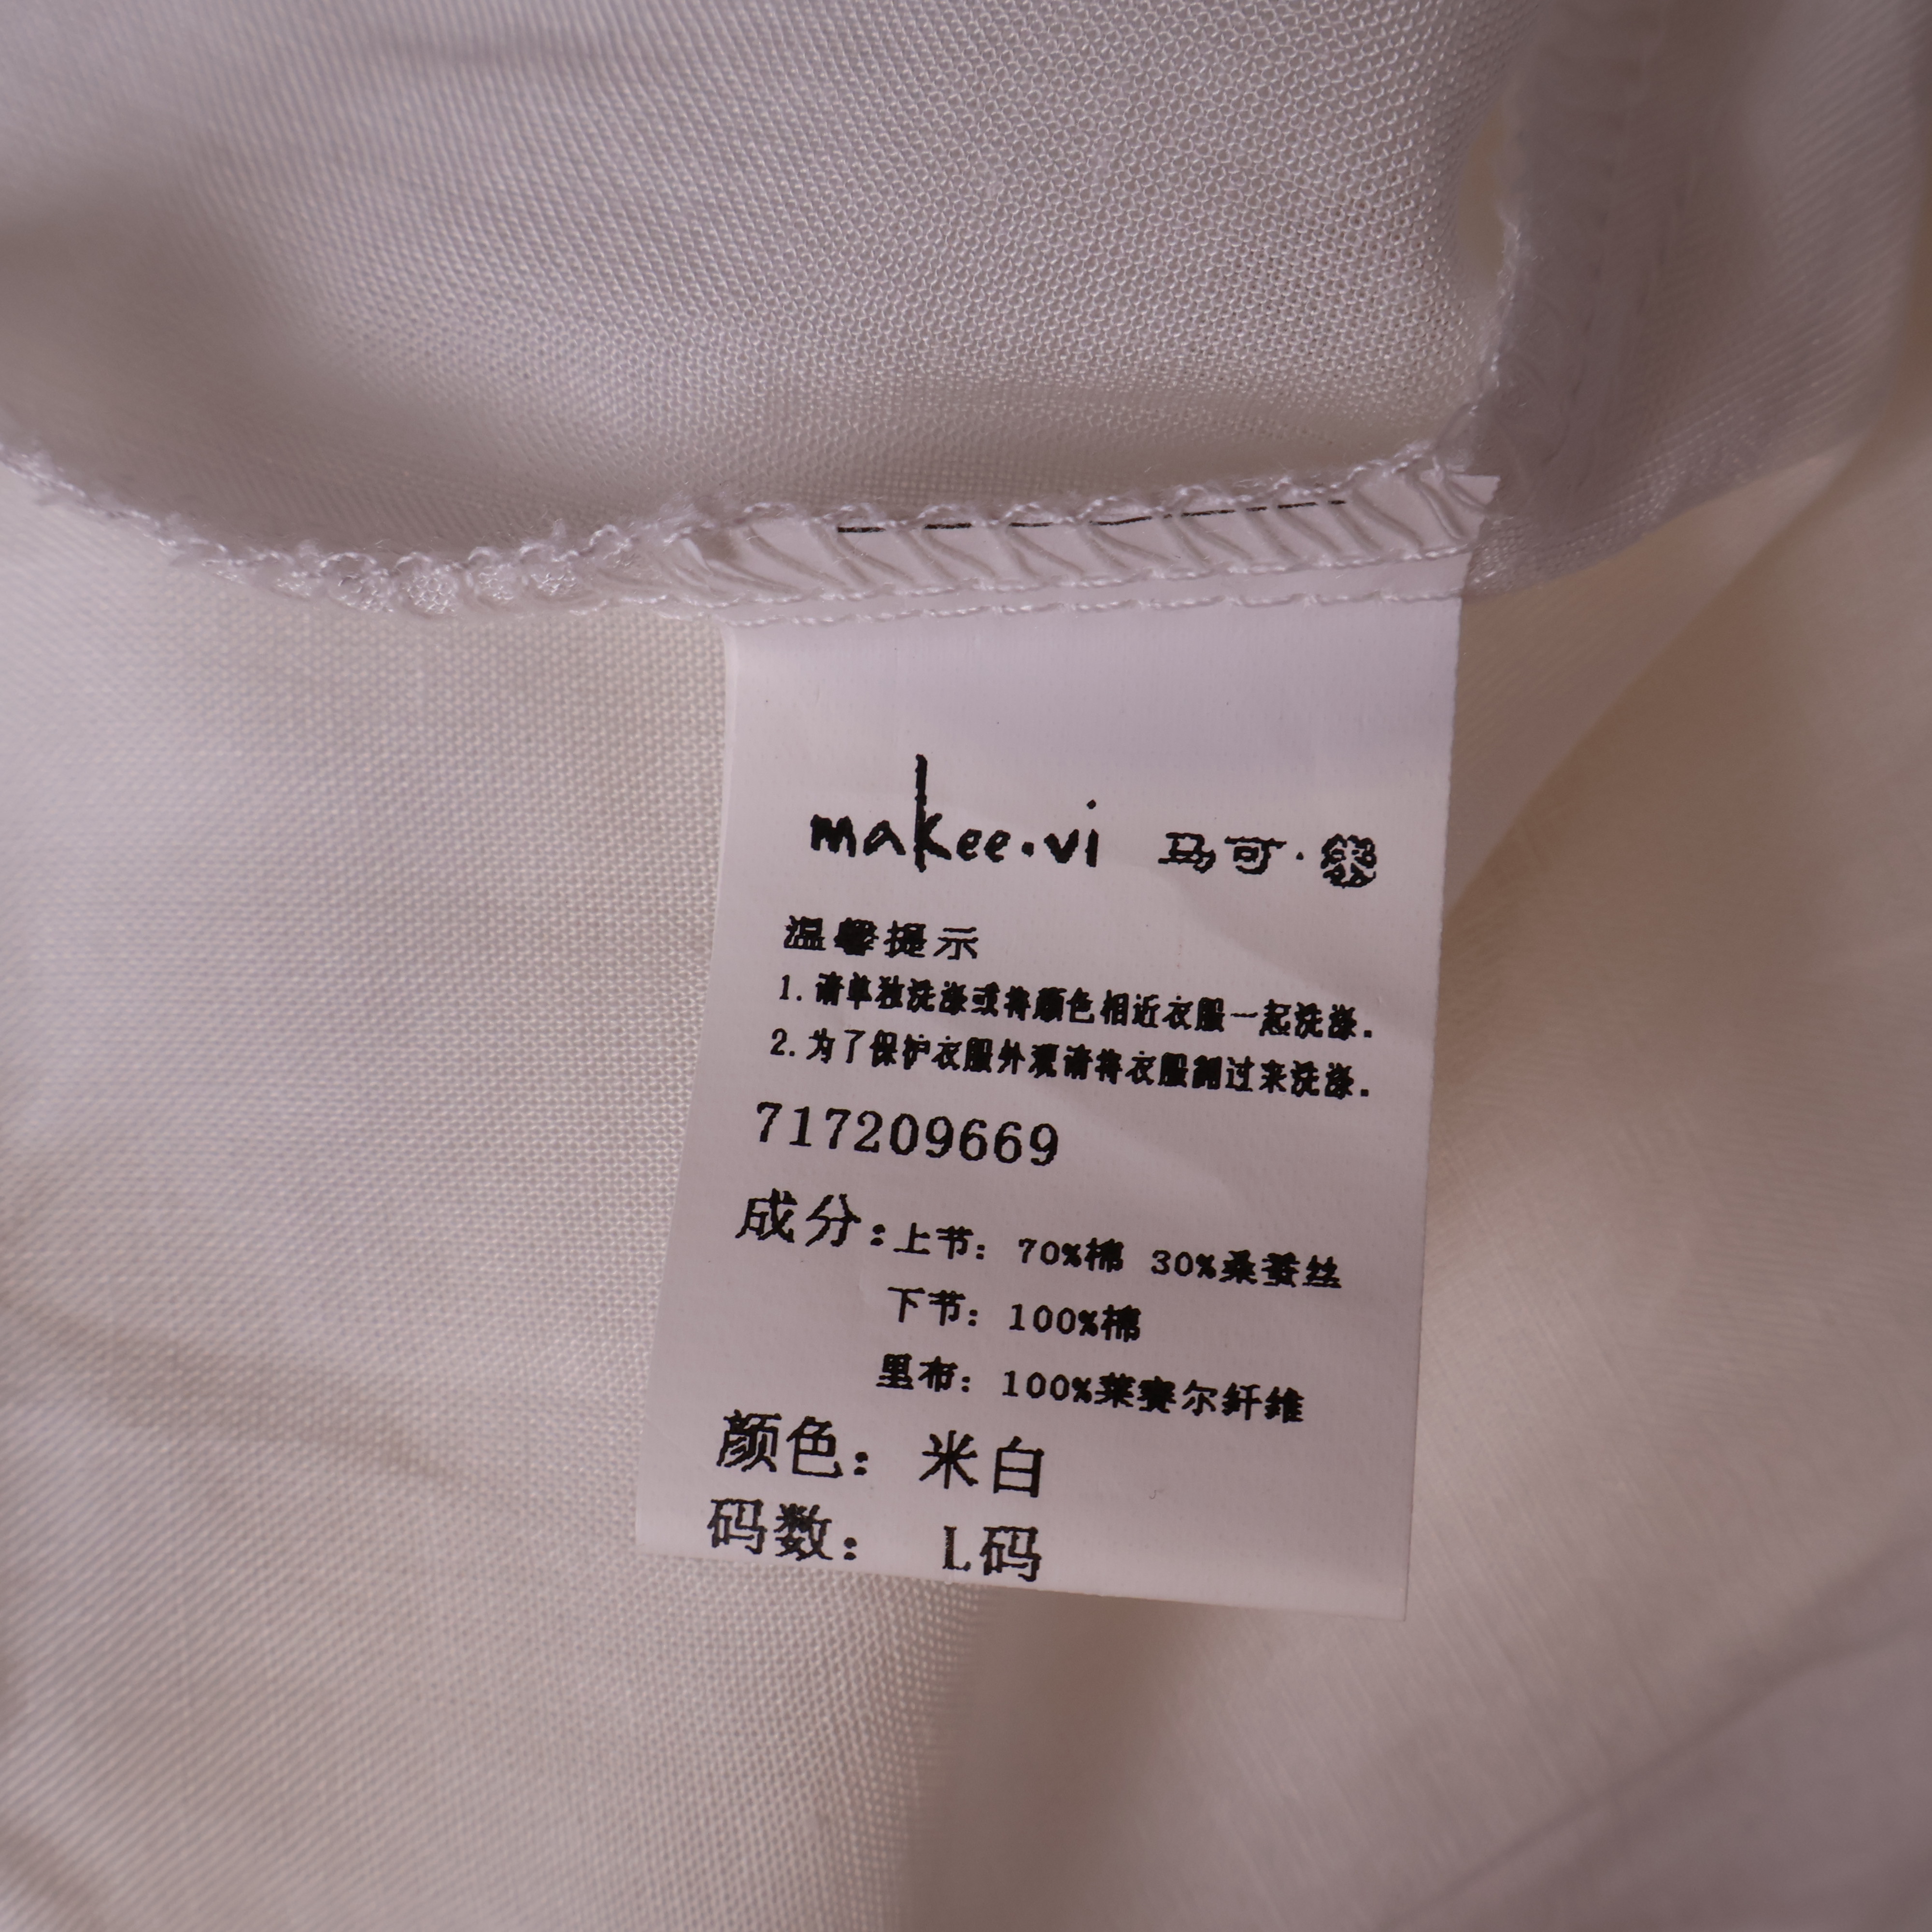 makee.vi 马可·
温馨提示
1.请单独洗涤或将颜色相近衣服一起洗涤.
2.为了保护衣服外观请将衣服翻过来洗涤.
717209669
成分:上节: 70%棉 30%桑蚕丝
下节: 100%棉
里布: 100%莱赛尔纤维
颜色: 米白
码数: L码